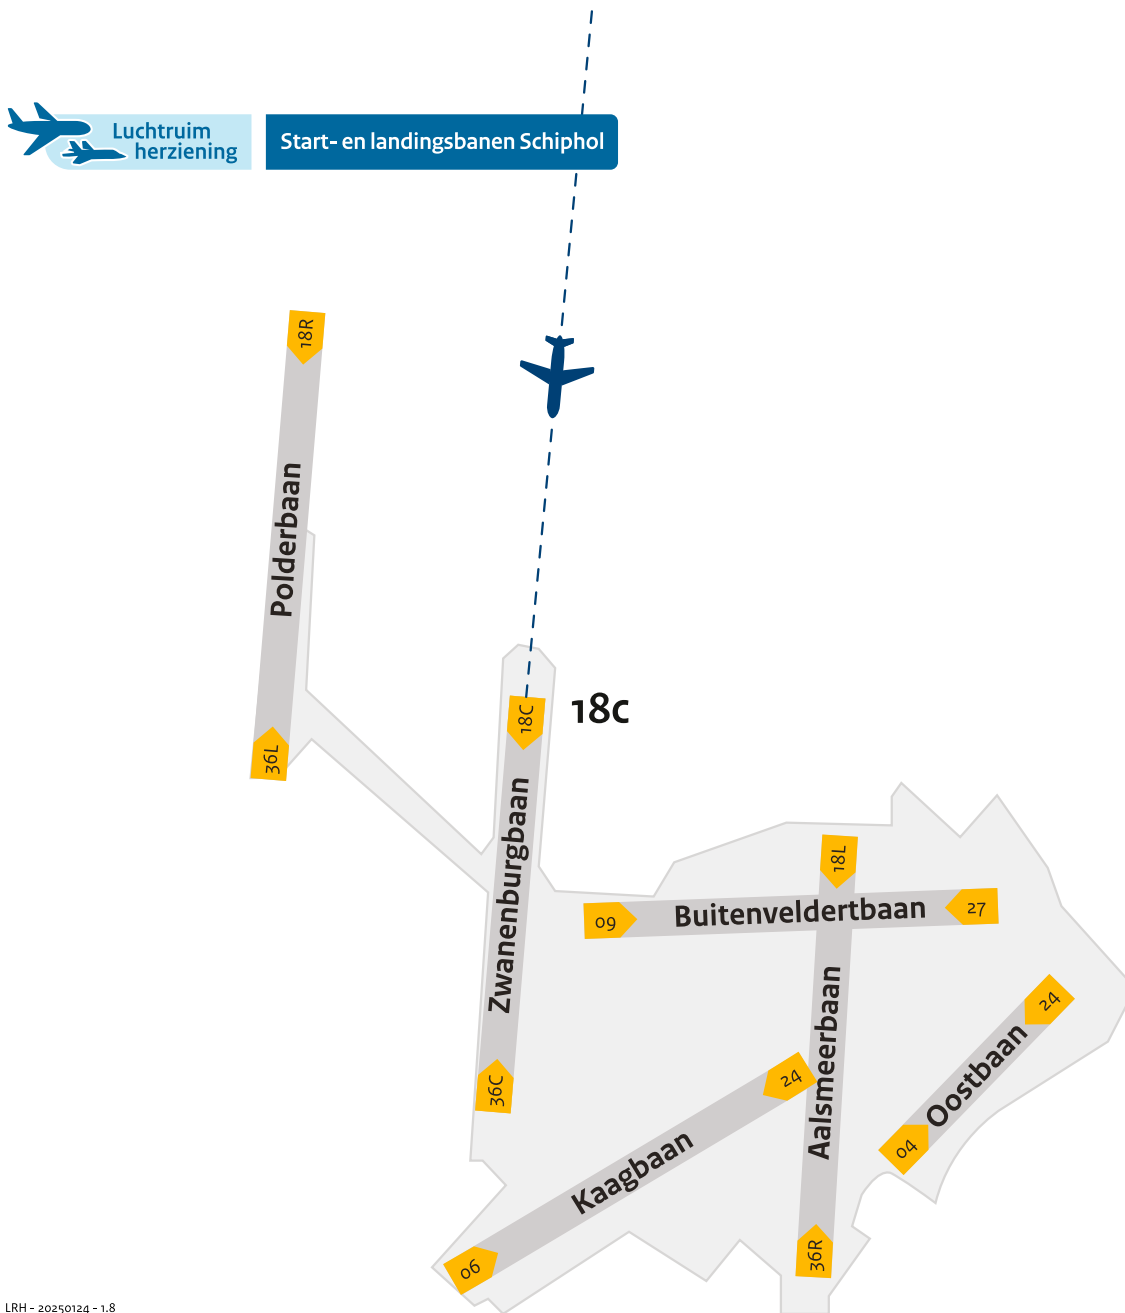 Luchtruim
herziening
Start- en landingsbanen Schiphol
18R
Polderbaan
36L
18C
18c
Zwanenburgbaan
36C
18L
09
Buitenveldertbaan
27
Aalsmeerbaan
36R
24
Oostbaan
04
24
Kaagbaan
06
LRH - 20250124 - 1.8